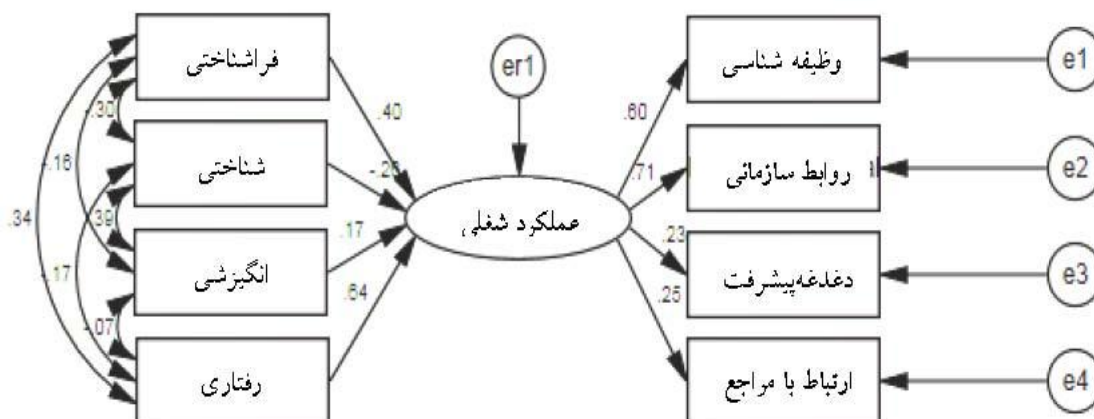 فراشناختی
er1
وظیفه شناسی
e1
.40
.60
-.30
شناختی
روابط سازمانی
e2
-.16
.71
عملکرد شغلی
.34
.39
.17
.23
انگیزشی
دغدغه‌پیشرفت
e3
-.17
.64
.25
-.07
رفتاری
ارتباط با مراجع
e4